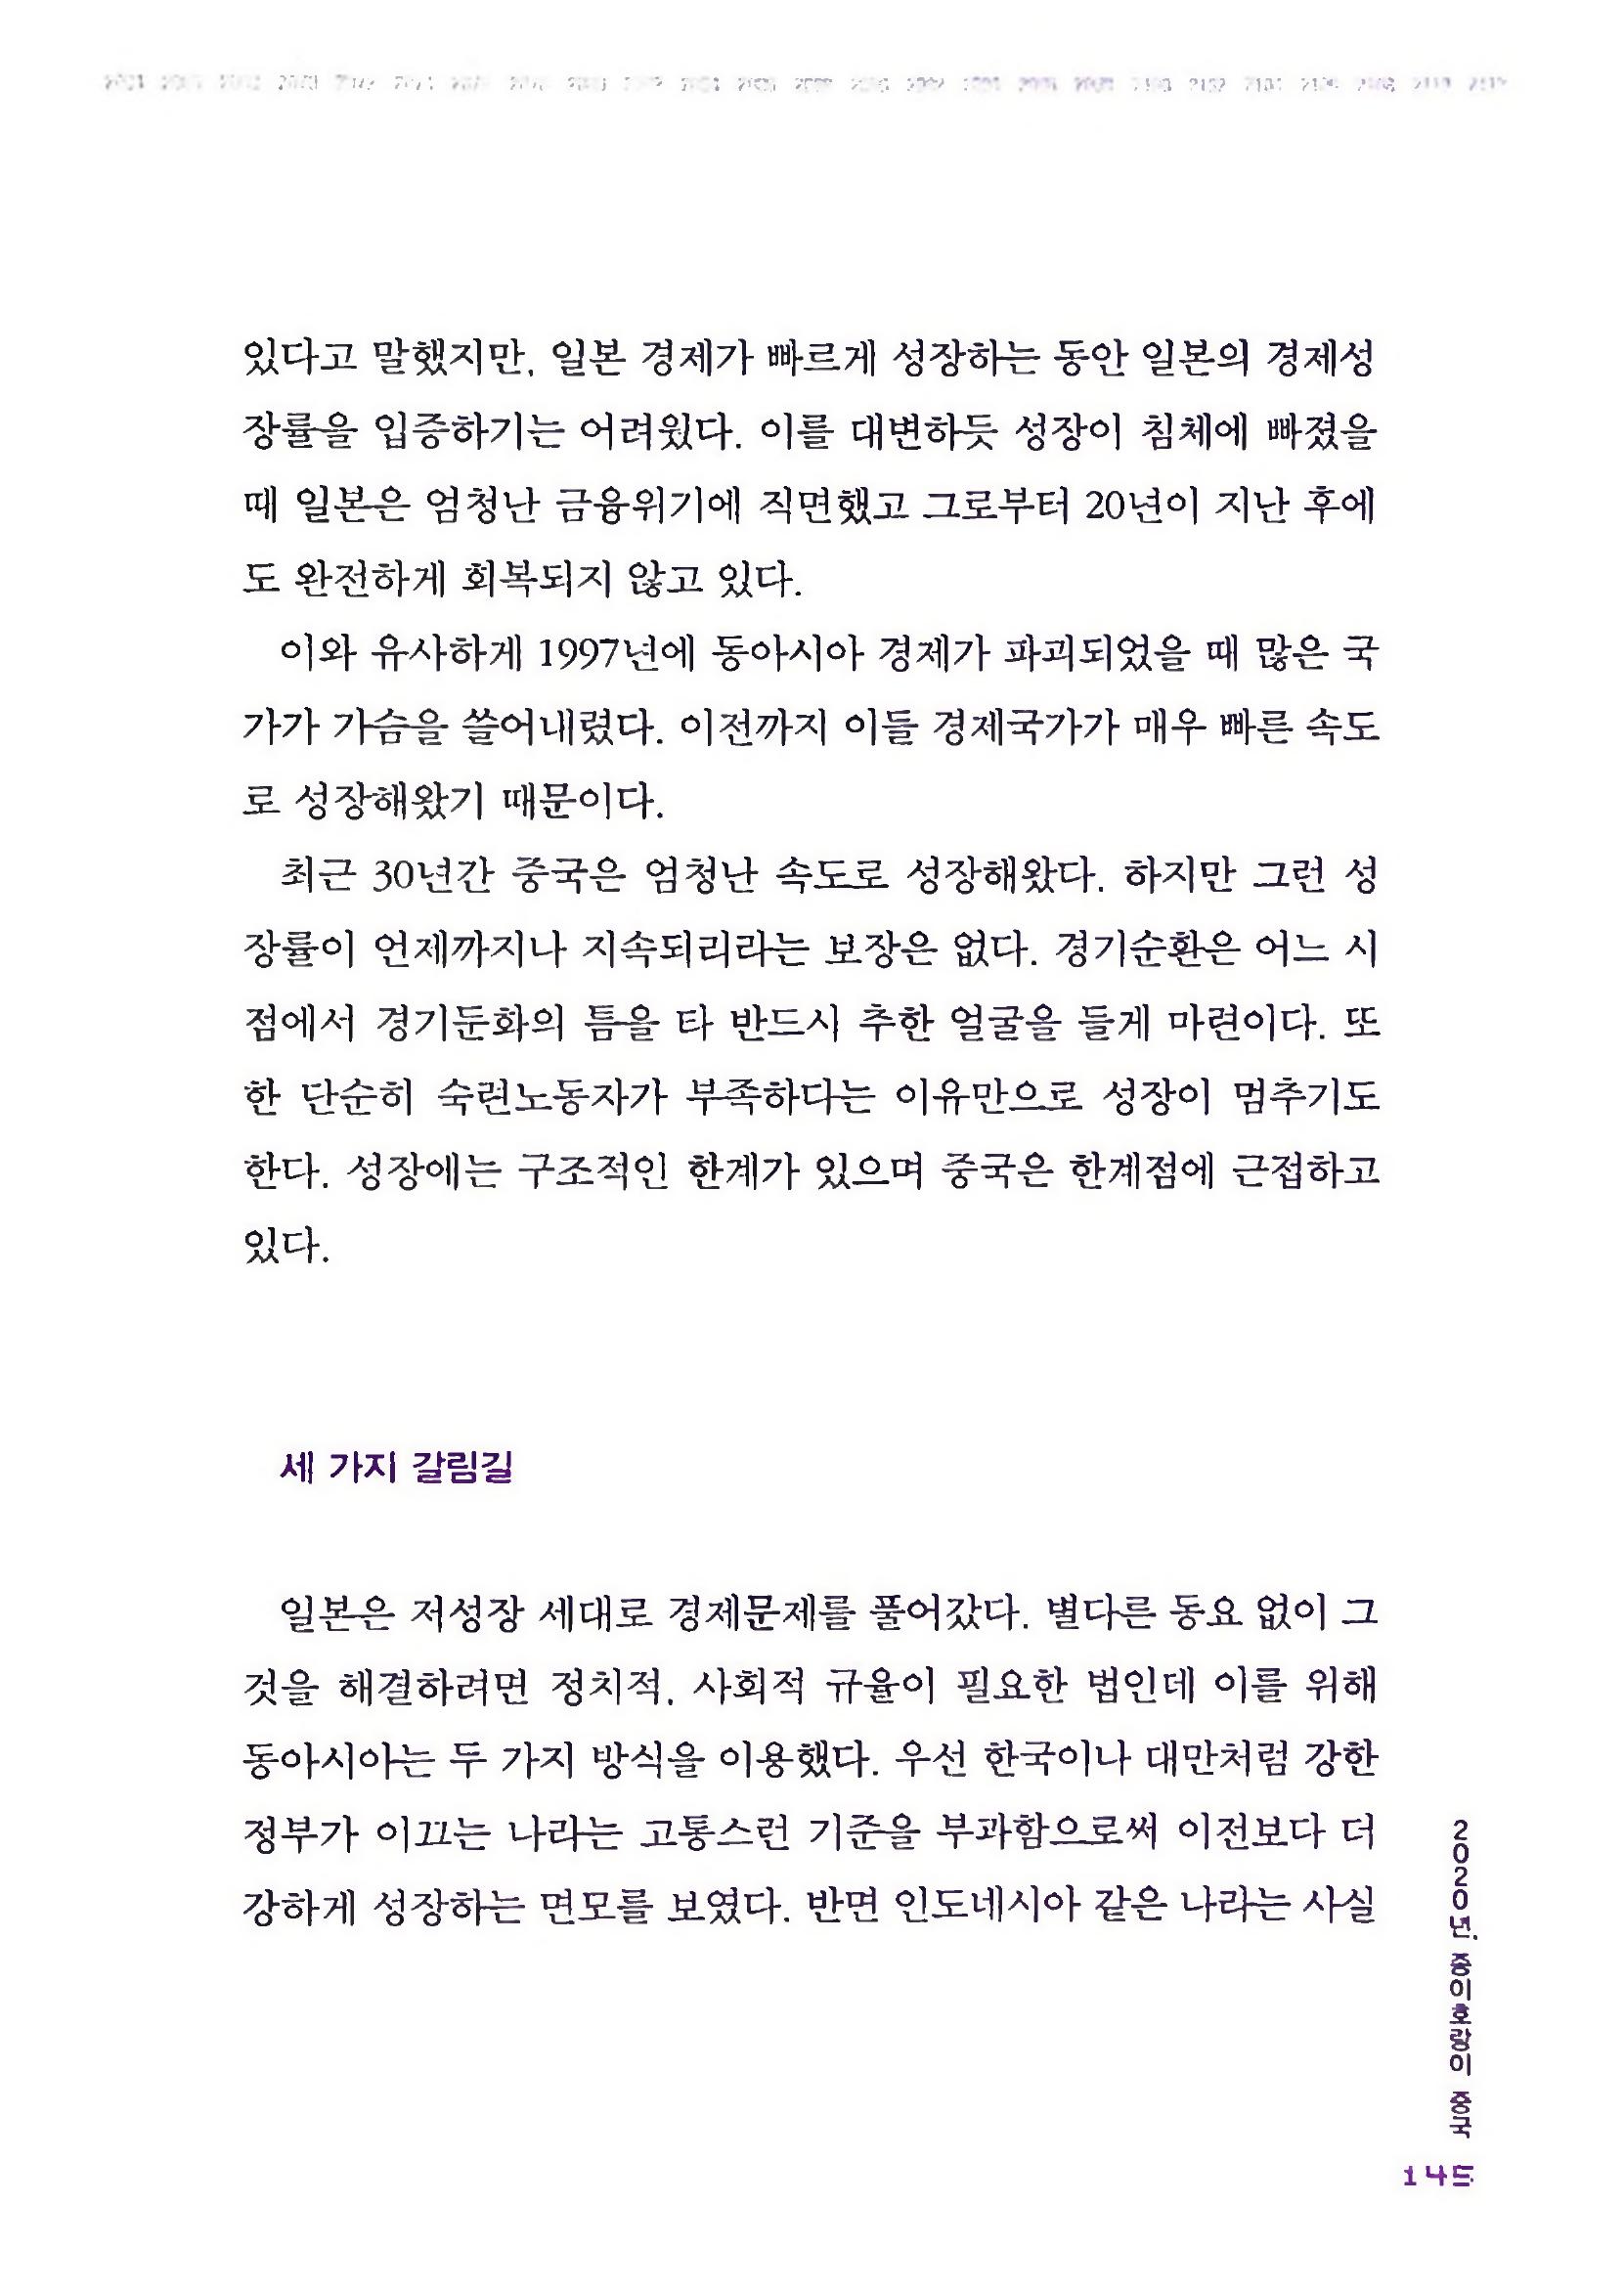 있다고 말했지만, 일본 경제가 빠르게 성장하는 동안 일본의 경제성
장률을 입증하기는 어려웠다. 이를 대변하듯 성장이 침체에 빠졌을
때 일본은 엄청난 금융위기에 직면했고 그로부터 20년이 지난 후에
도 완전하게 회복되지 않고 있다.
이와 유사하게 1997년에 동아시아 경제가 파괴되었을 때 많은 국
가가 가슴을 쓸어내렸다. 이전까지 이들 경제국가가 매우 빠른 속도
로 성장해왔기 때문이다.
최근 30년간 중국은 엄청난 속도로 성장해왔다. 하지만 그런 성
장률이 언제까지나 지속되리라는 보장은 없다. 경기순환은 어느 시
점에서 경기둔화의 틈을 타 반드시 추한 얼굴을 들게 마련이다. 또
한 단순히 숙련노동자가 부족하다는 이유만으로 성장이 멈추기도
한다. 성장에는 구조적인 한계가 있으며 중국은 한계점에 근접하고
있다.
세 가지 갈림길
일본은 저성장 세대로 경제문제를 풀어갔다. 별다른 동요 없이 그
것을 해결하려면 정치적, 사회적 규율이 필요한 법인데 이를 위해
동아시아는 두 가지 방식을 이용했다. 우선 한국이나 대만처럼 강한
정부가 이끄는 나라는 고통스런 기준을 부과함으로써 이전보다 더
강하게 성장하는 면모를 보였다. 반면 인도네시아 같은 나라는 사실
2020년, 종이호랑이 중국
145